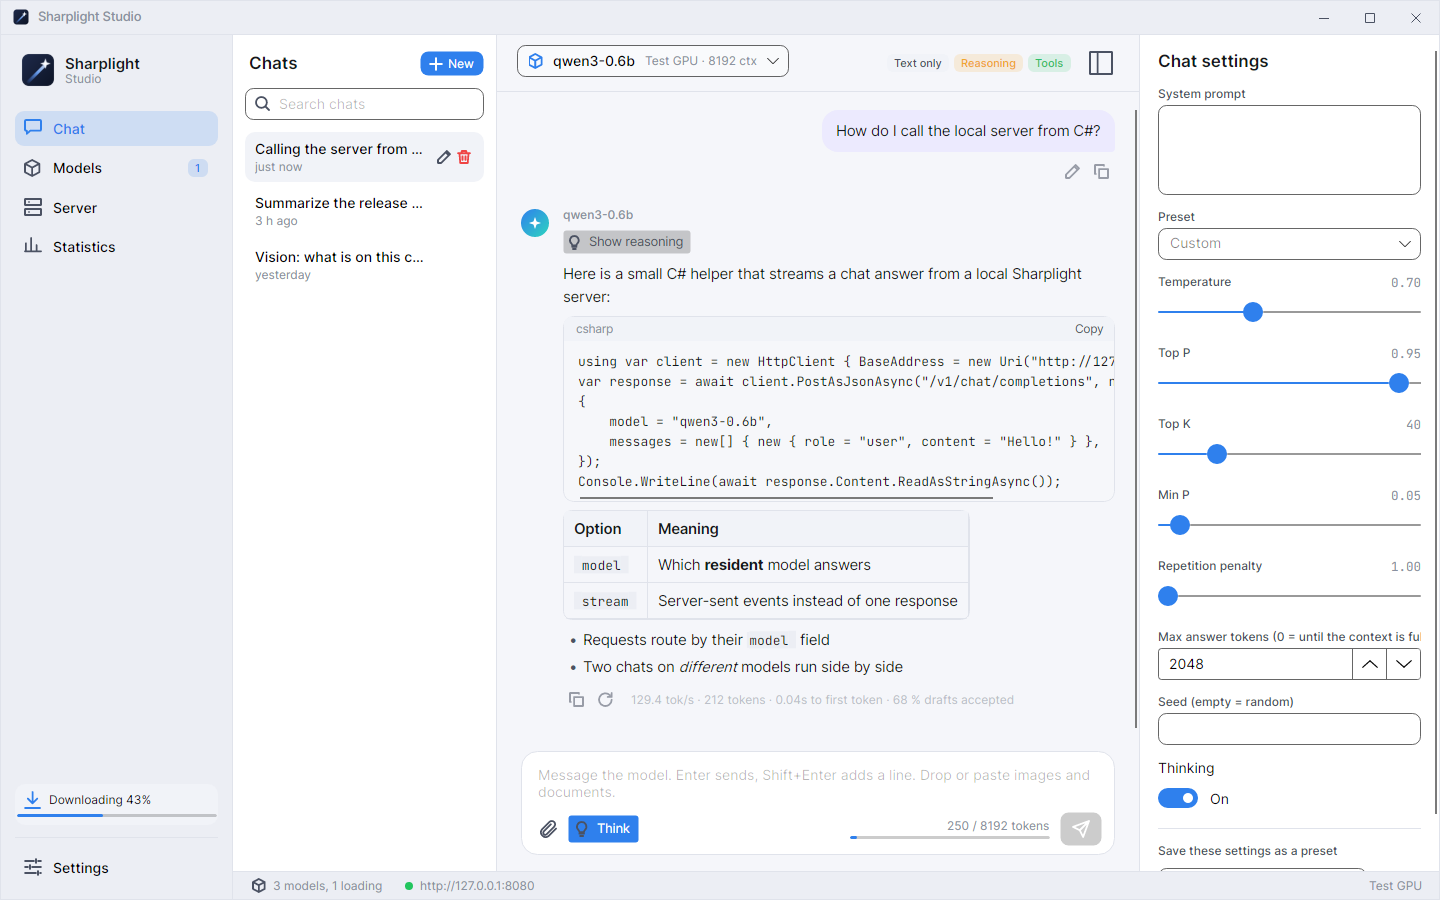 Sharplight Studio
Sharplight
Studio
Chat
Models
1
Server
Statistics
Downloading 43%
Settings
Chats
New
Search chats
Calling the server from ...
just now
Summarize the release ...
3 h ago
Vision: what is on this c...
yesterday
qwen3-0.6b
Test GPU · 8192 ctx
Text only
Reasoning
Tools
How do I call the local server from C#?
qwen3-0.6b
Show reasoning
Here is a small C# helper that streams a chat answer from a local Sharplight
server:
csharp
Copy
using var client = new HttpClient { BaseAddress = new Uri("http://127
var response = await client.PostAsJsonAsync("/v1/chat/completions", n
{
model = "qwen3-0.6b",
messages = new[] { new { role = "user", content = "Hello!" } },
});
Console.WriteLine(await response.Content.ReadAsStringAsync());
Option
Meaning
model
Which resident model answers
stream
Server-sent events instead of one response
• Requests route by their model field
• Two chats on different models run side by side
129.4 tok/s · 212 tokens · 0.04s to first token · 68 % drafts accepted
Message the model. Enter sends, Shift+Enter adds a line. Drop or paste images and
documents.
Think
250 / 8192 tokens
Chat settings
System prompt
Preset
Custom
Temperature
0.70
Top P
0.95
Top K
40
Min P
0.05
Repetition penalty
1.00
Max answer tokens (0 = until the context is ful
2048
Seed (empty = random)
Thinking
On
Save these settings as a preset
3 models, 1 loading
http://127.0.0.1:8080
Test GPU